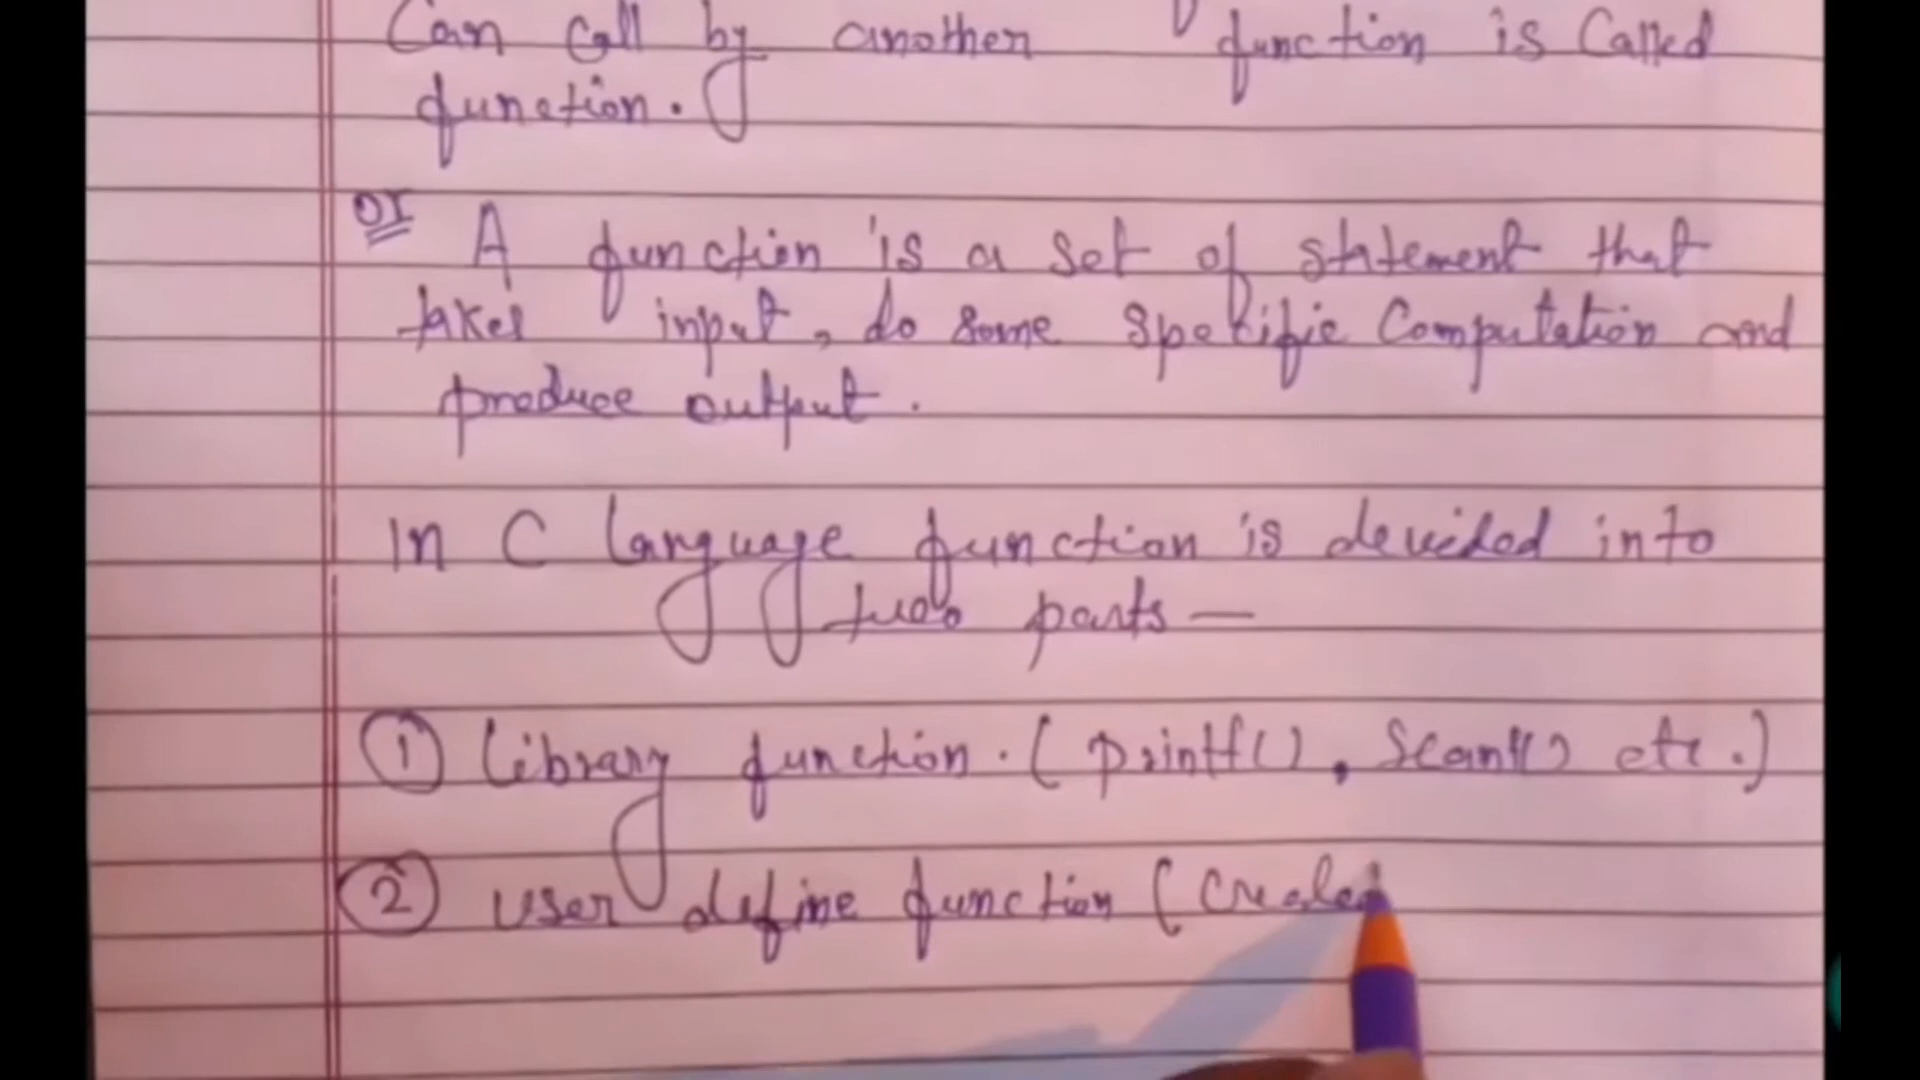 Can call by another function is Called
function.
or A function is a set of statement that
takes input, do some specific Computation and
produce output.
In C language function is devided into
two parts —
① Library function. ( printf(), Scanf() etc.)
② user define function ( Created